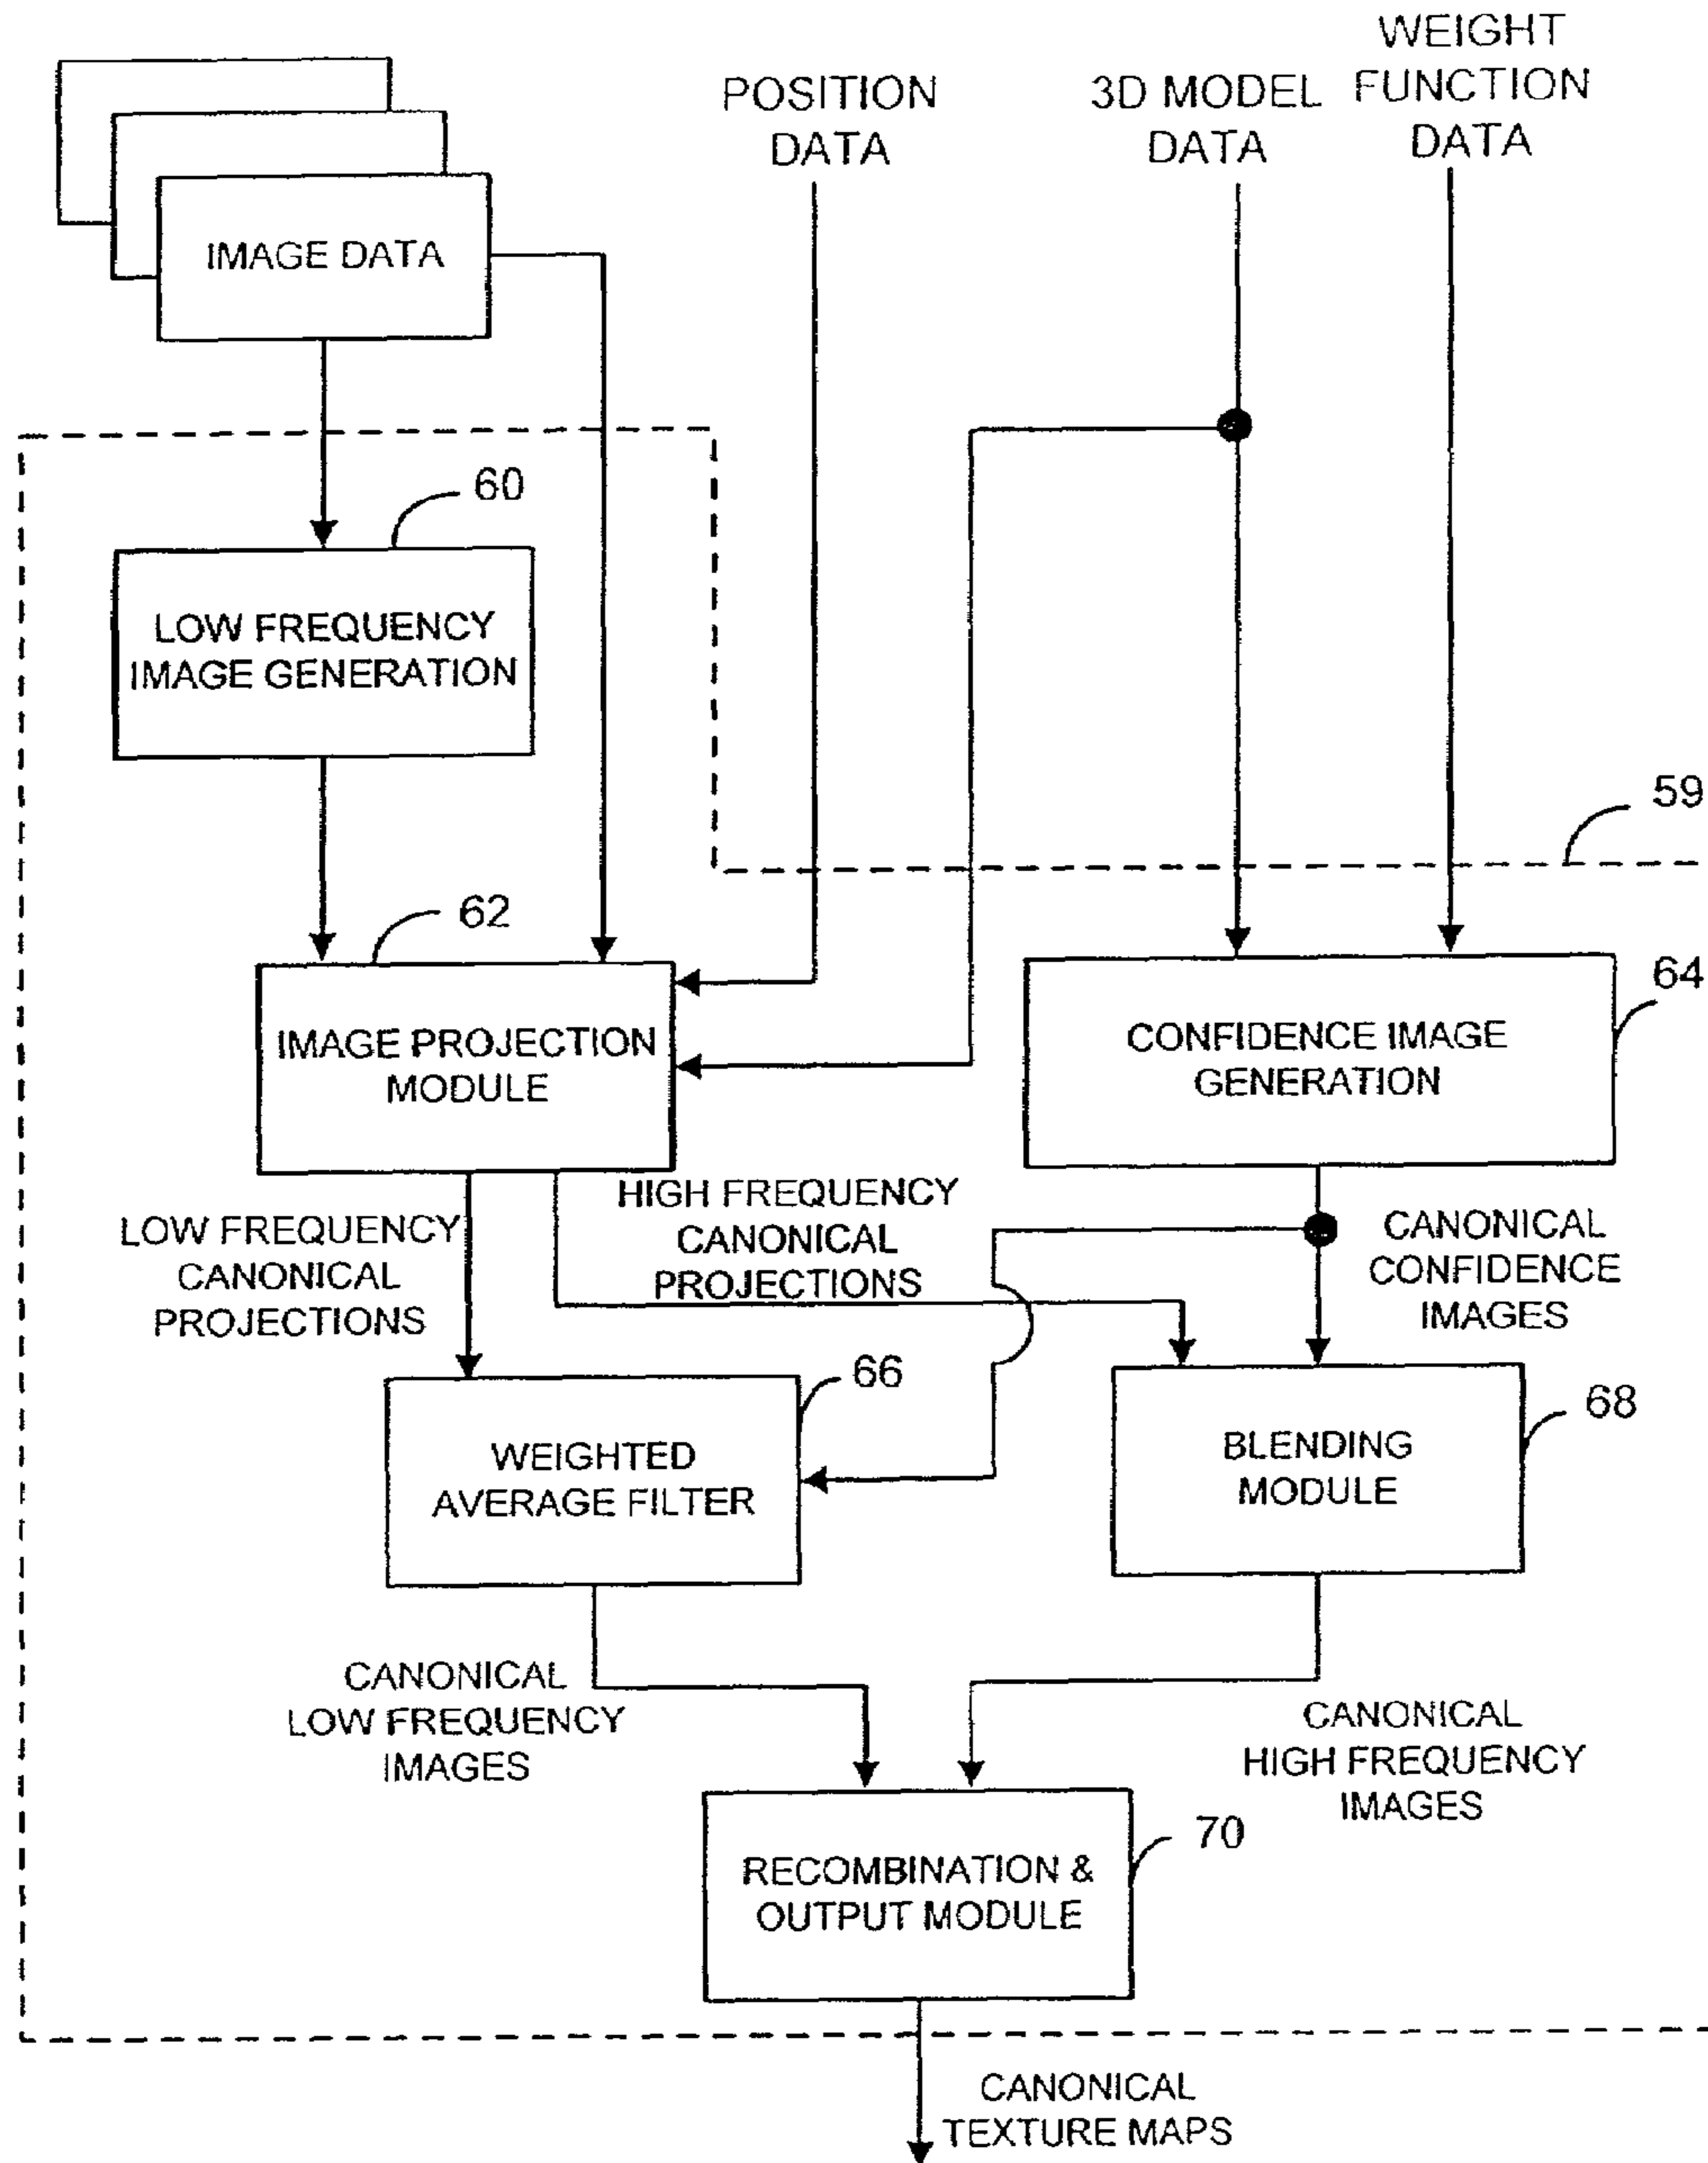 WEIGHT
FUNCTION
DATA
POSITION
DATA
3D MODEL
DATA
IMAGE DATA
60
LOW FREQUENCY
IMAGE GENERATION
59
62
IMAGE PROJECTION
MODULE
64
CONFIDENCE IMAGE
GENERATION
LOW FREQUENCY
CANONICAL
PROJECTIONS
HIGH FREQUENCY
CANONICAL
PROJECTIONS
CANONICAL
CONFIDENCE
IMAGES
66
WEIGHTED
AVERAGE FILTER
68
BLENDING
MODULE
CANONICAL
LOW FREQUENCY
IMAGES
CANONICAL
HIGH FREQUENCY
IMAGES
70
RECOMBINATION &
OUTPUT MODULE
CANONICAL
TEXTURE MAPS